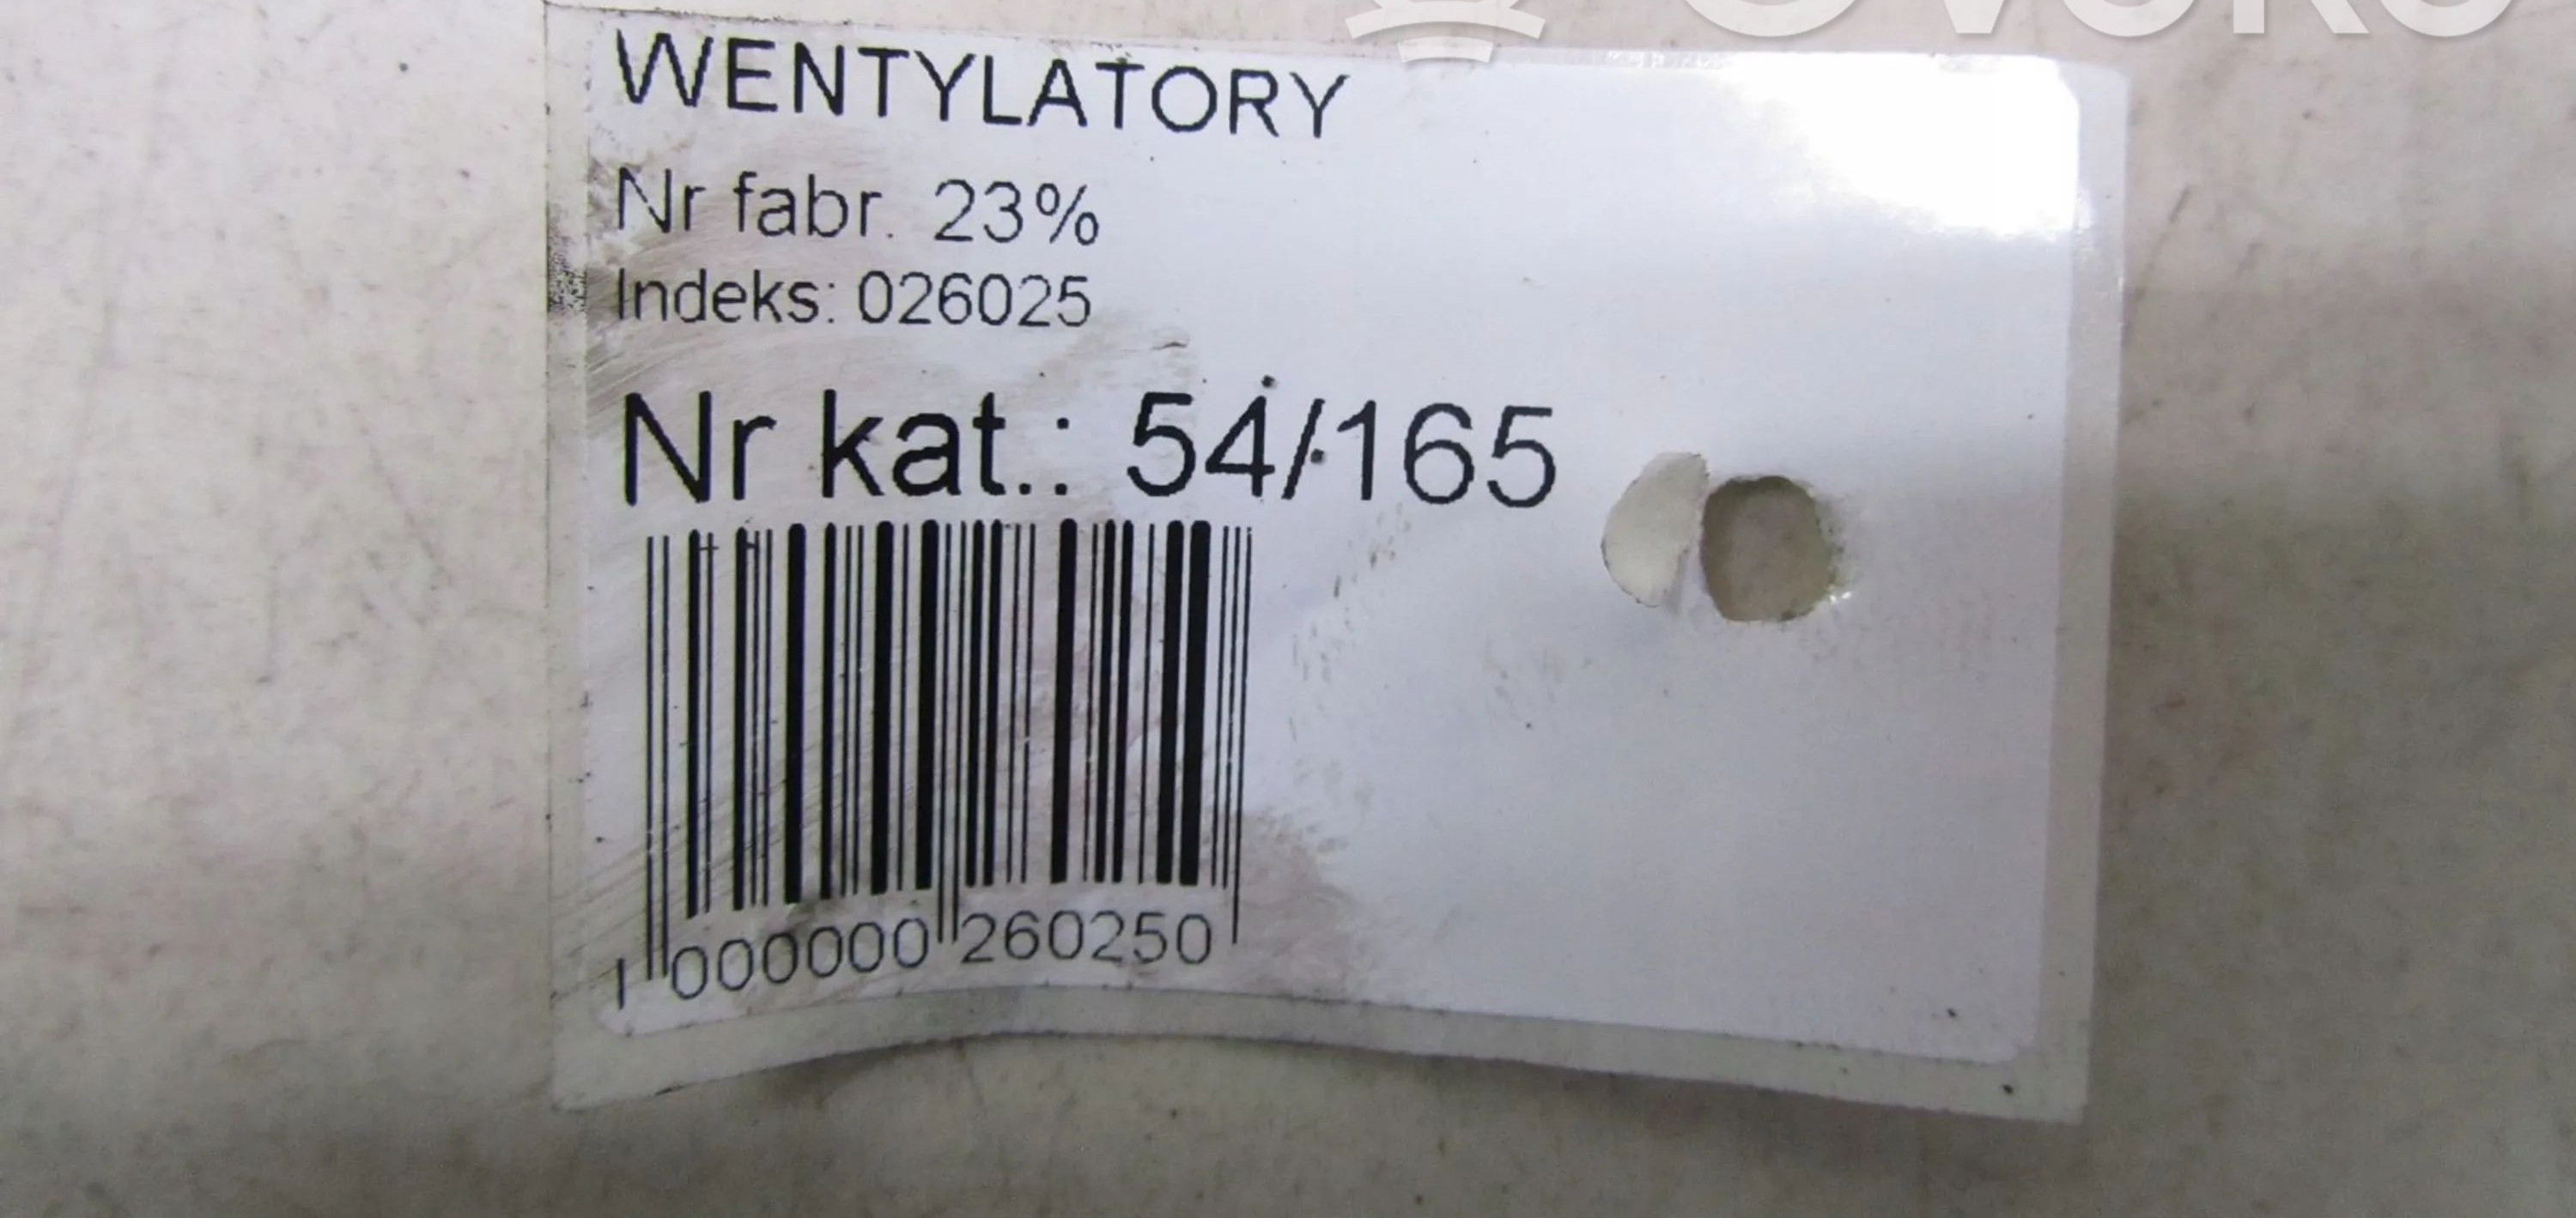 WENTYLATORY
Nr fabr. 23%
Indeks: 026025
Nr kat.: 54/165
1 000000 260250